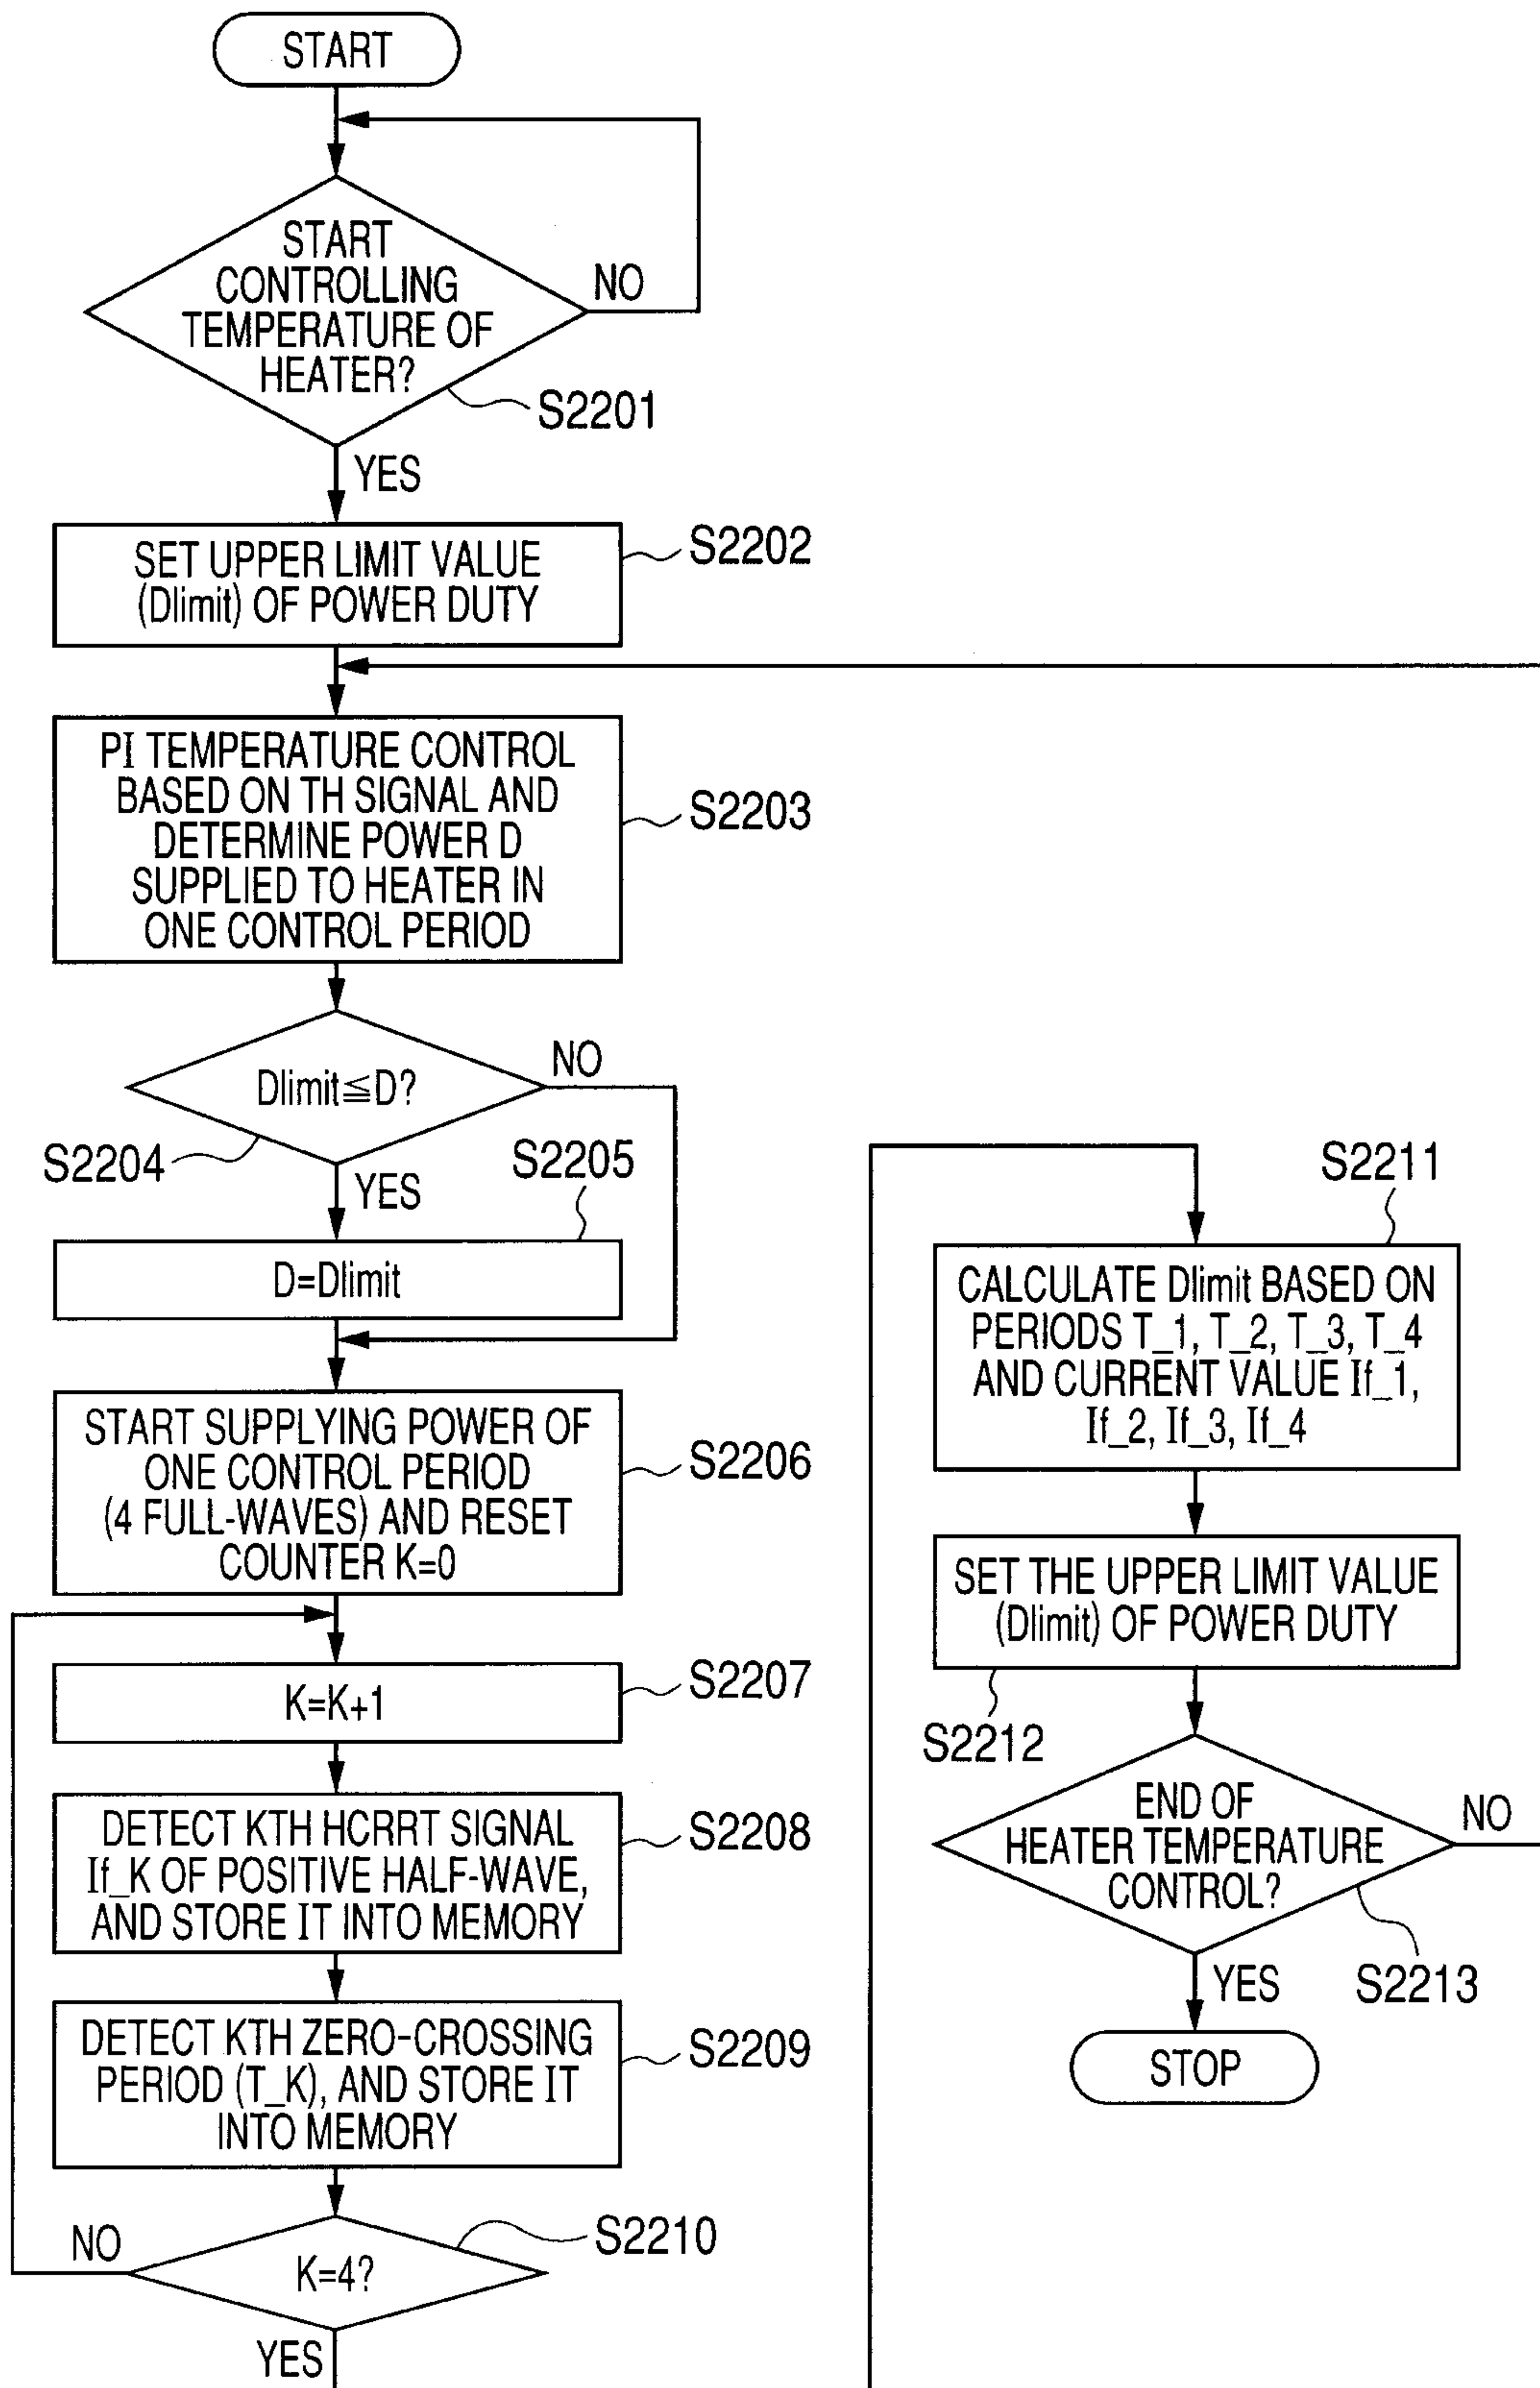 START
START
CONTROLLING
TEMPERATURE OF
HEATER?
NO
S2201
YES
SET UPPER LIMIT VALUE
(Dlimit) OF POWER DUTY
S2202
PI TEMPERATURE CONTROL
BASED ON TH SIGNAL AND
DETERMINE POWER D
SUPPLIED TO HEATER IN
ONE CONTROL PERIOD
S2203
Dlimit≦D?
NO
S2204
YES
S2205
D=Dlimit
START SUPPLYING POWER OF
ONE CONTROL PERIOD
(4 FULL-WAVES) AND RESET
COUNTER K=0
S2206
K=K+1
S2207
DETECT KTH HCRRT SIGNAL
If_K OF POSITIVE HALF-WAVE,
AND STORE IT INTO MEMORY
S2208
DETECT KTH ZERO-CROSSING
PERIOD (T_K), AND STORE IT
INTO MEMORY
S2209
K=4?
NO
S2210
YES
S2211
CALCULATE Dlimit BASED ON
PERIODS T_1, T_2, T_3, T_4
AND CURRENT VALUE If_1,
If_2, If_3, If_4
SET THE UPPER LIMIT VALUE
(Dlimit) OF POWER DUTY
S2212
END OF
HEATER TEMPERATURE
CONTROL?
NO
YES
S2213
STOP